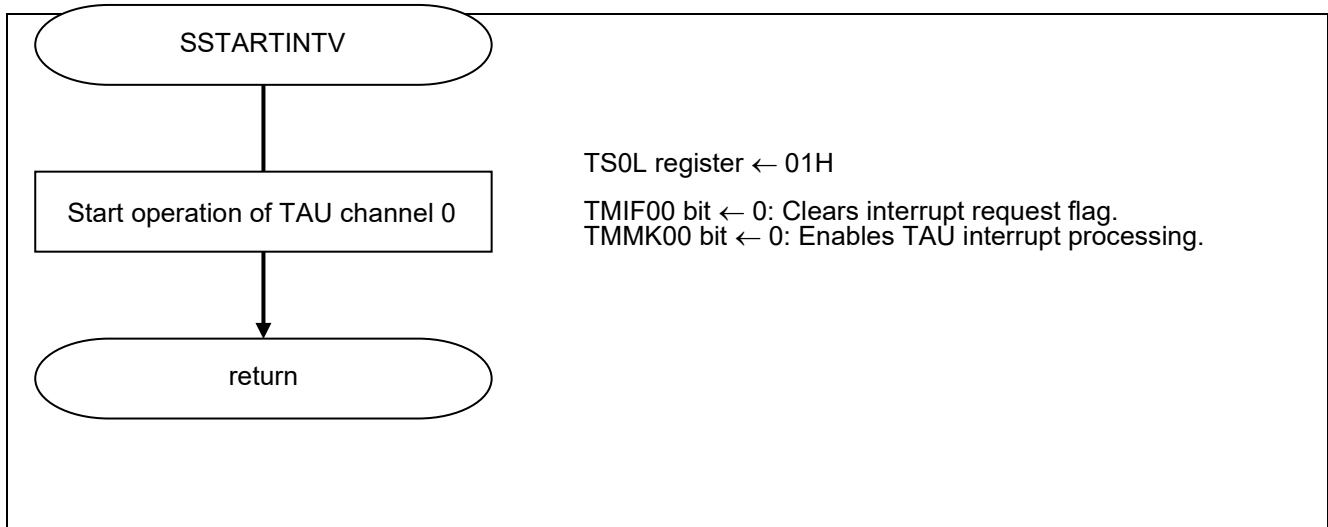 SSTARTINTV
TS0L register ← 01H
Start operation of TAU channel 0
TMIF00 bit ← 0: Clears interrupt request flag.
TMMK00 bit ← 0: Enables TAU interrupt processing.
return